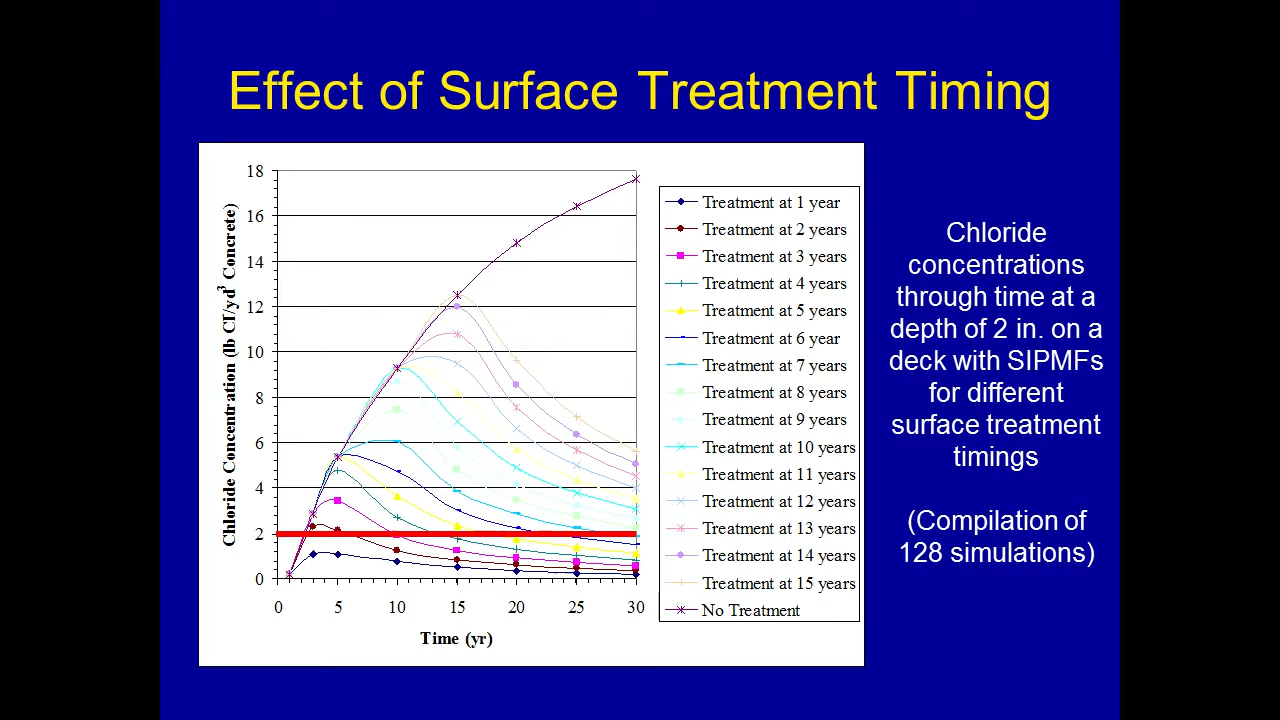 Effect of Surface Treatment Timing
18
16
14
12
10
8
6
4
2
0
Chloride Concentration (lb Cl/yd³ Concrete)
0 5 10 15 20 25 30
Time (yr)
Treatment at 1 year
Treatment at 2 years
Treatment at 3 years
Treatment at 4 years
Treatment at 5 years
Treatment at 6 year
Treatment at 7 years
Treatment at 8 years
Treatment at 9 years
Treatment at 10 years
Treatment at 11 years
Treatment at 12 years
Treatment at 13 years
Treatment at 14 years
Treatment at 15 years
No Treatment
Chloride
concentrations
through time at a
depth of 2 in. on a
deck with SIPMFs
for different
surface treatment
timings
(Compilation of
128 simulations)